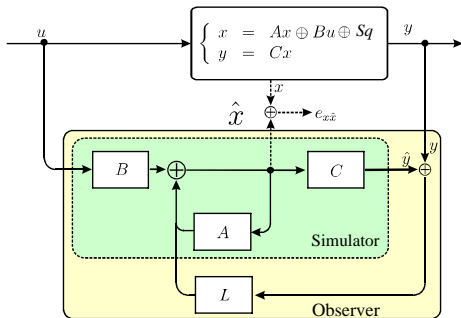 u
x = Ax ⊕ Bu ⊕ Sq
y = Cx
y
x
x̂
⊕
e_{xx̂}
B
⊕
C
ŷ
y
⊕
A
Simulator
L
Observer